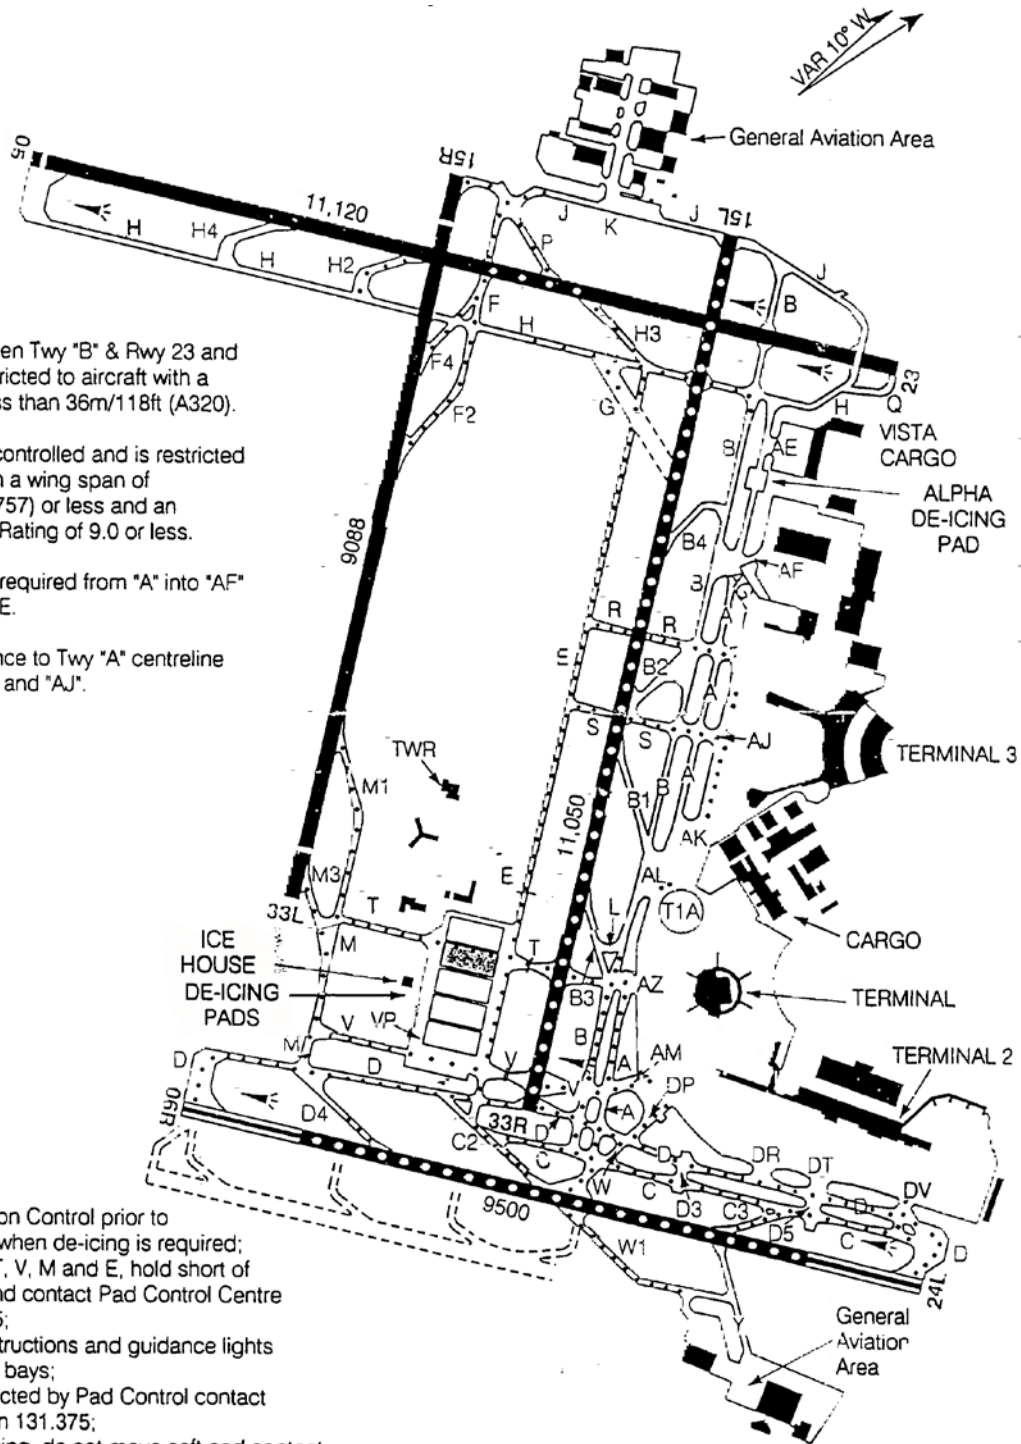 VAR 10° W
General Aviation Area
05
15R
11,120
J
K
J
15L
J
P
H
H4
H
H2
F
H
H3
B
F4
F2
G
23
H
Q
B
AE
VISTA
CARGO
ALPHA
DE-ICING
PAD
en Twy "B" & Rwy 23 and
ricted to aircraft with a
ss than 36m/118ft (A320).
controlled and is restricted
a wing span of
757) or less and an
Rating of 9.0 or less.
required from "A" into "AF"
E.
nce to Twy "A" centreline
and "AJ".
9088
B4
AF
B
A
R
R
E
B2
A
S
S
AJ
TERMINAL 3
TWR
M1
B1
B
A
11,050
AK
M3
E
AL
T1A
33L
T
L
CARGO
M
T
ICE
HOUSE
DE-ICING
PADS
B3
AZ
TERMINAL
VP
V
B
A
AM
TERMINAL 2
M
D
D
V
V
DP
06R
D4
33R
D
A
C2
C
D
DR
DT
DV
W
C
D3
C3
D
D5
C
D
9500
W1
24L
on Control prior to
when de-icing is required;
T, V, M and E, hold short of
nd contact Pad Control Centre
5;
tructions and guidance lights
bays;
cted by Pad Control contact
n 131.375;
Y
General
Aviation
Area